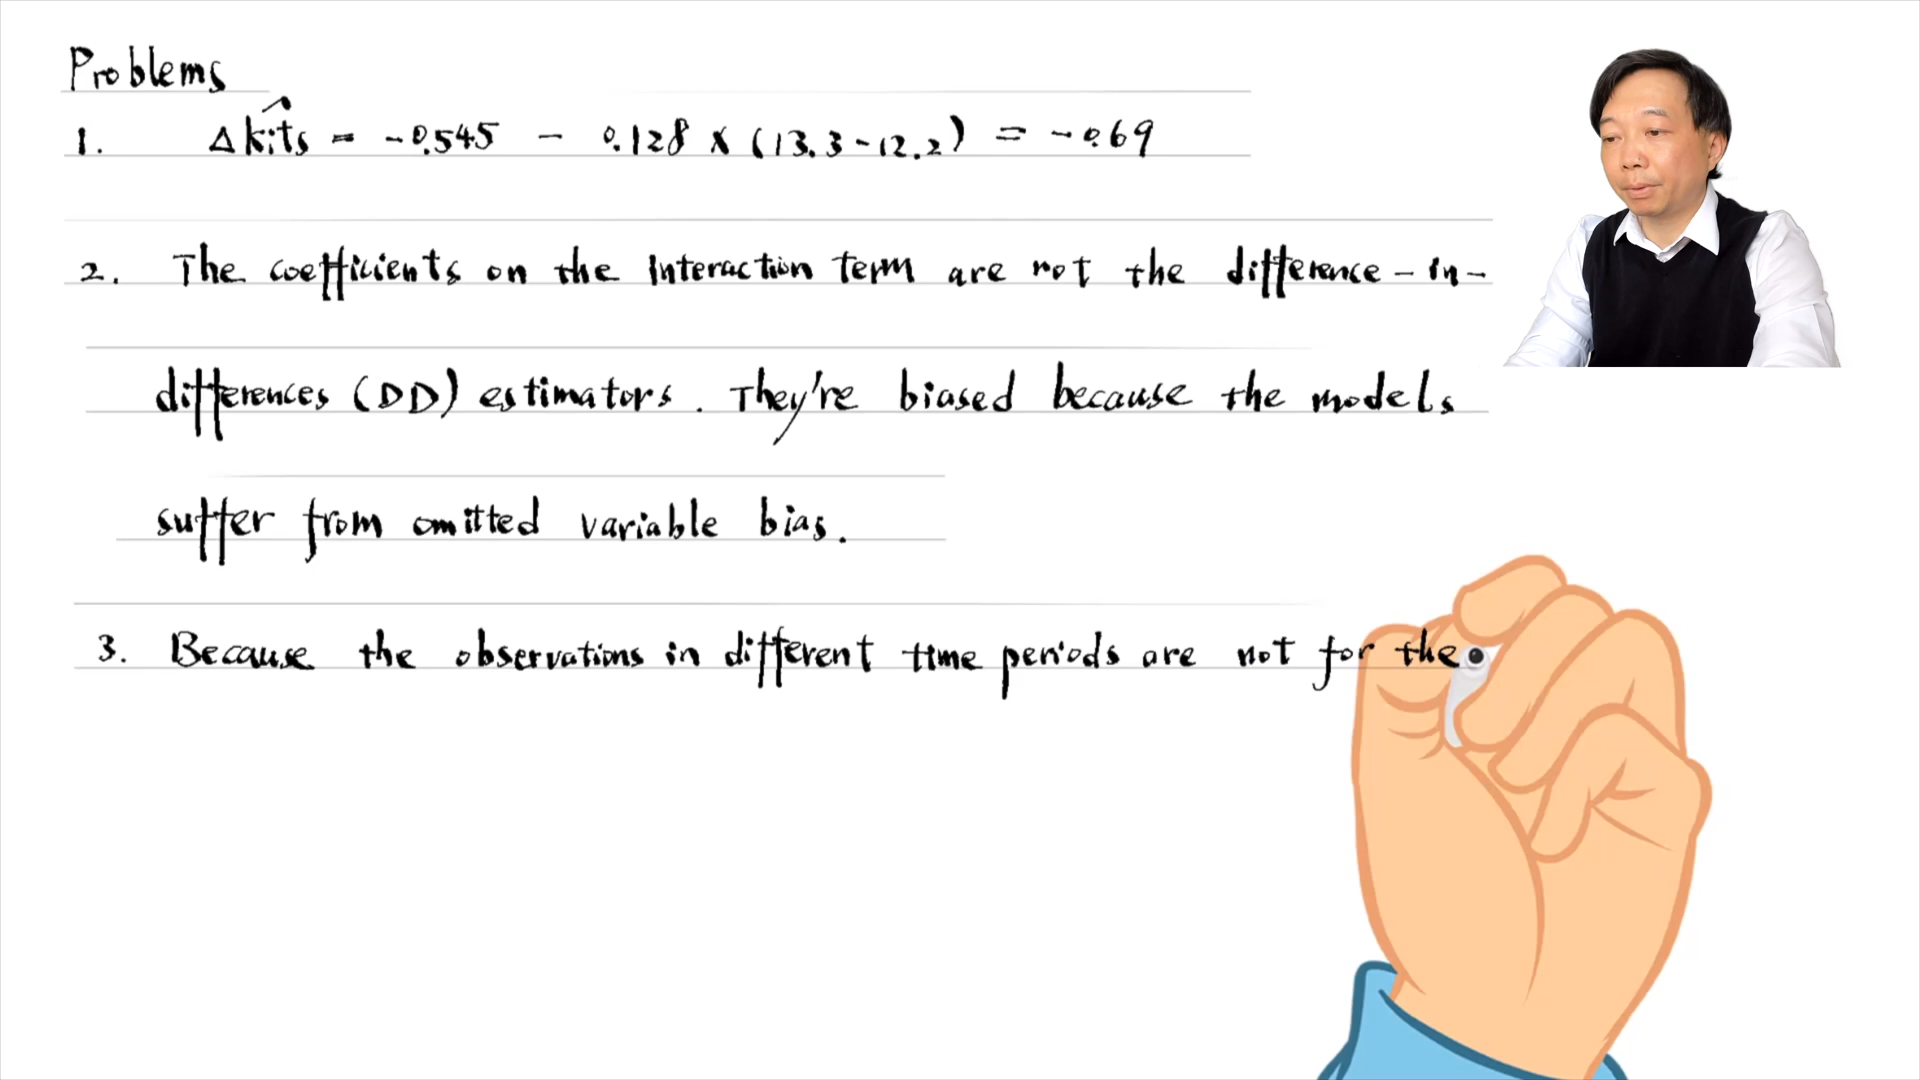 Problems
1. Δkits^ = -0.545 - 0.128 × (13.3-12.2) = -0.69
2. The coefficients on the Interaction term are not the difference-in-
differences (DD) estimators. They're biased because the models
suffer from omitted variable bias.
3. Because the observations in different time periods are not for the